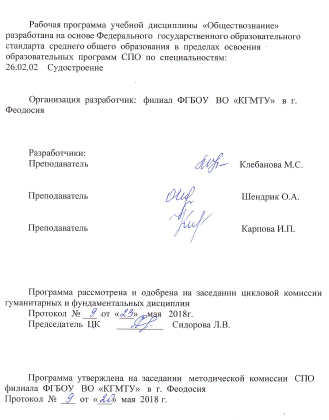 Рабочая программа учебной дисциплины «Обществознание»
разработана на основе Федерального государственного образовательного
стандарта среднего общего образования в пределах освоения
образовательных программ СПО по специальностям:
26.02.02 Судостроение
Организация разработчик: филиал ФГБОУ ВО «КГМТУ» в г.
Феодосия
Разработчики:
Преподаватель Клебанова М.С.
Преподаватель Шендрик О.А.
Преподаватель Карпова И.П.
Программа рассмотрена и одобрена на заседании цикловой комиссии
гуманитарных и фундаментальных дисциплин
Протокол № 9 от «23» мая 2018г.
Председатель ЦК Сидорова Л.В.
Программа утверждена на заседании методической комиссии СПО
филиала ФГБОУ ВО «КГМТУ» в г. Феодосия
Протокол № 9 от « » мая 2018 г.